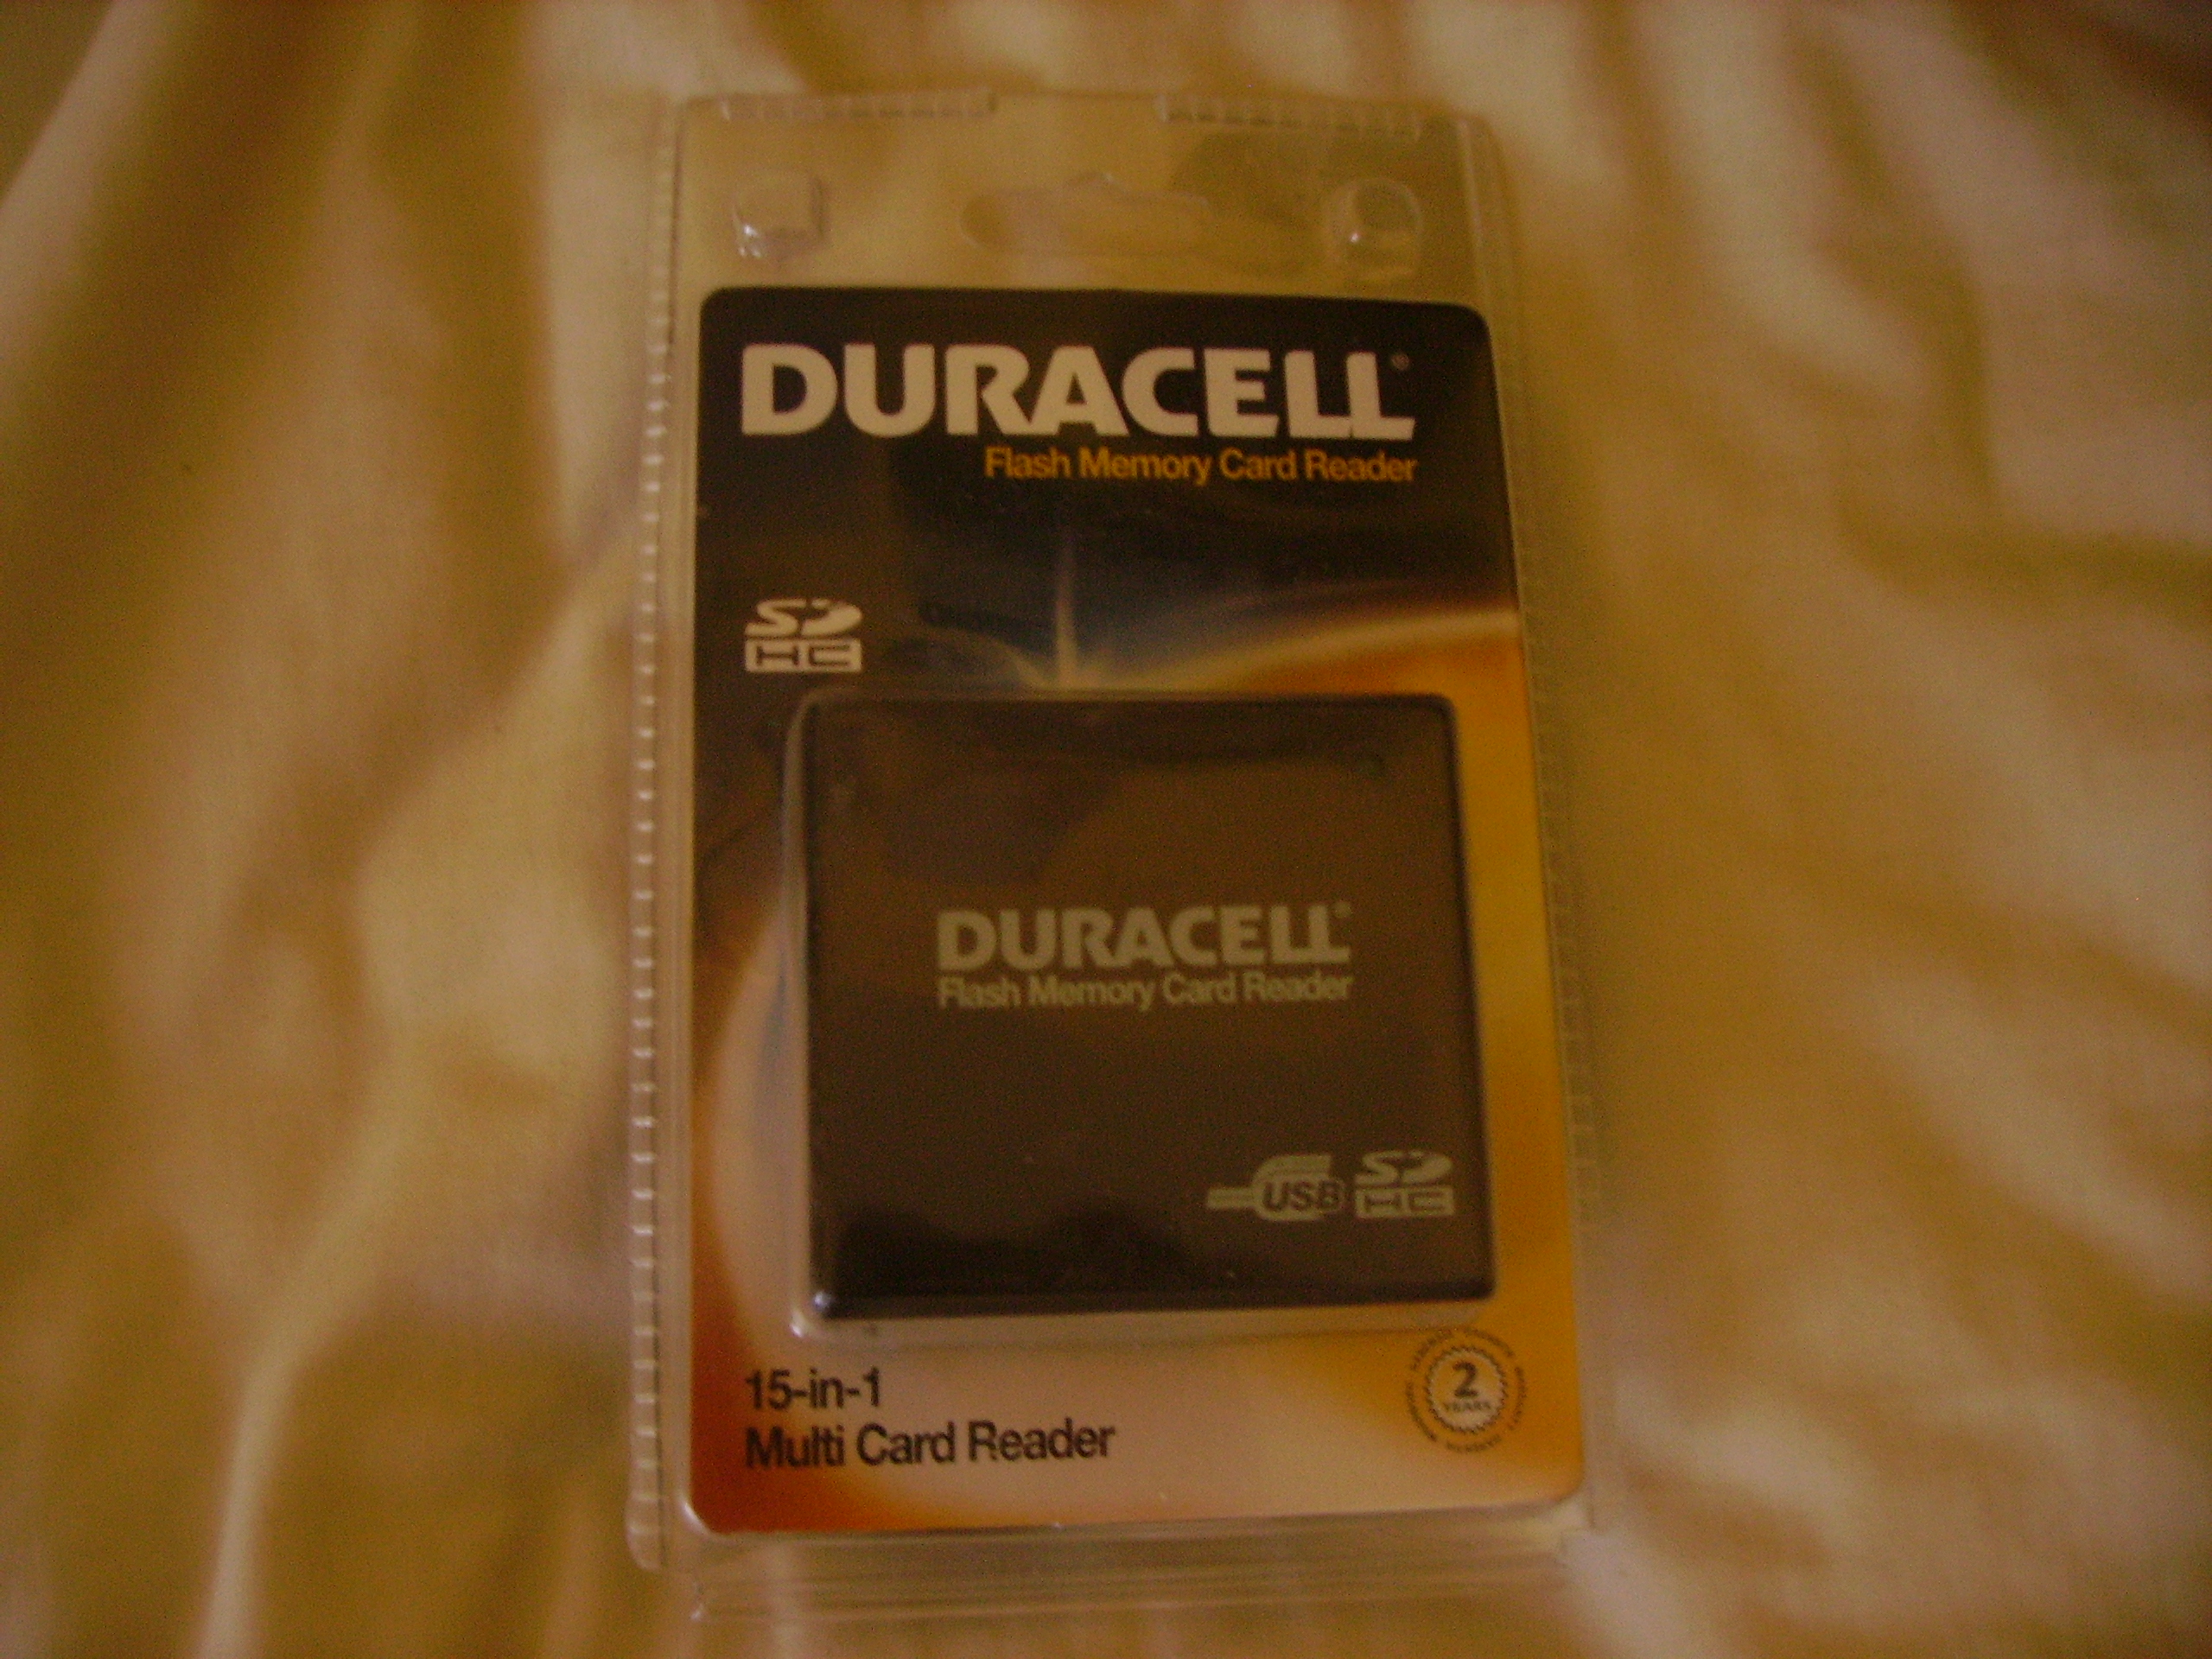 DURACELL®
Flash Memory Card Reader
SD
HC
DURACELL®
Flash Memory Card Reader
USB
SD
HC
15-in-1
Multi Card Reader
2
YEARS